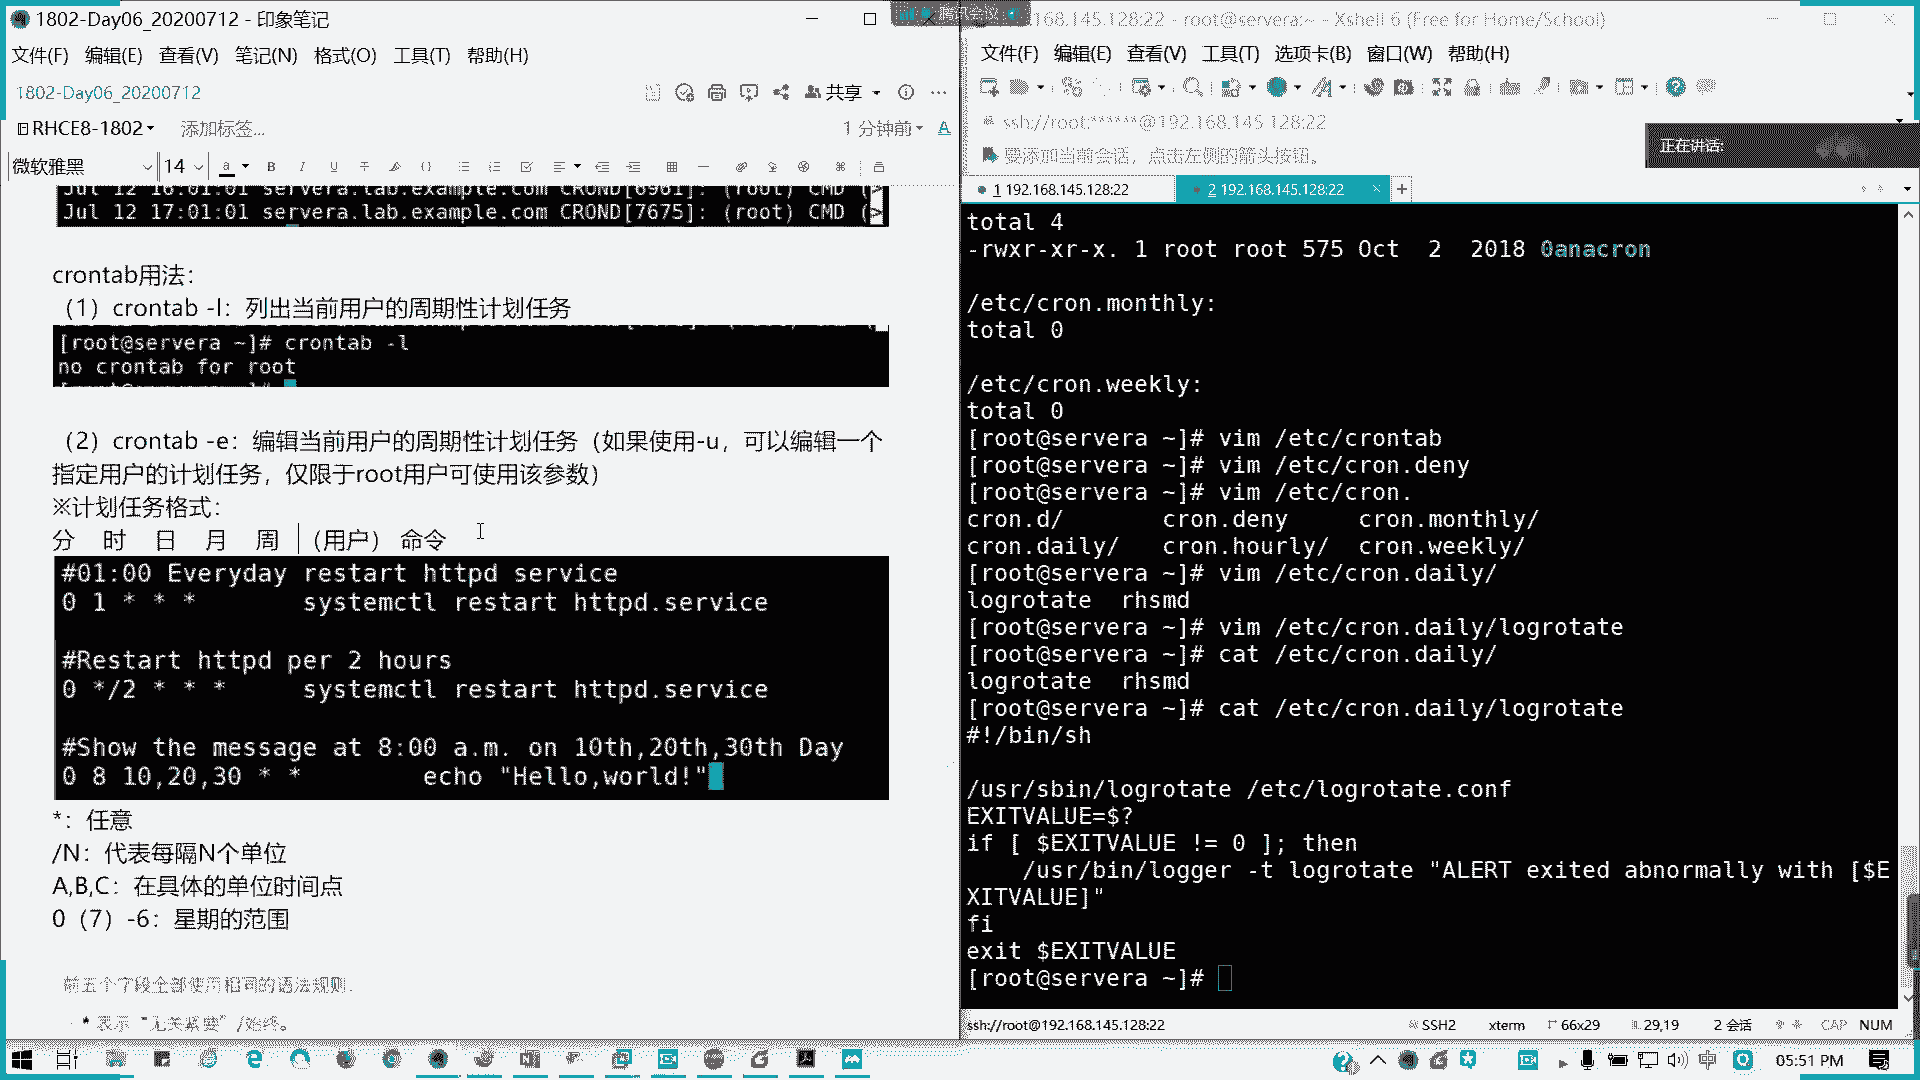 1802-Day06_20200712 - 印象笔记
文件(F) 编辑(E) 查看(V) 笔记(N) 格式(O) 工具(T) 帮助(H)
1802-Day06_20200712
共享
RHCE8-1802
添加标签...
1 分钟前
微软雅黑 14
Jul 12 16:01:01 servera.lab.example.com CROND[6961]: (root) CMD (>
Jul 12 17:01:01 servera.lab.example.com CROND[7675]: (root) CMD (>
crontab用法：
（1）crontab -l：列出当前用户的周期性计划任务
[root@servera ~]# crontab -l
no crontab for root
（2）crontab -e：编辑当前用户的周期性计划任务（如果使用-u，可以编辑一个
指定用户的计划任务，仅限于root用户可使用该参数）
※计划任务格式：
分 时 日 月 周 （用户） 命令
#01:00 Everyday restart httpd service
0 1 * * * systemctl restart httpd.service
#Restart httpd per 2 hours
0 */2 * * * systemctl restart httpd.service
#Show the message at 8:00 a.m. on 10th,20th,30th Day
0 8 10,20,30 * * echo "Hello,world!"
*：任意
/N：代表每隔N个单位
A,B,C：在具体的单位时间点
0（7）-6：星期的范围
前五个字段全部使用相同的语法规则.
* 表示 "无关紧要" /始终。
腾讯会议
168.145.128:22 - root@servera:~ - Xshell 6 (Free for Home/School)
文件(F) 编辑(E) 查看(V) 工具(T) 选项卡(B) 窗口(W) 帮助(H)
ssh://root:******@192.168.145.128:22
要添加当前会话，点击左侧的箭头按钮。
正在讲话:
1 192.168.145.128:22
2 192.168.145.128:22
total 4
-rwxr-xr-x. 1 root root 575 Oct 2 2018 0anacron
/etc/cron.monthly:
total 0
/etc/cron.weekly:
total 0
[root@servera ~]# vim /etc/crontab
[root@servera ~]# vim /etc/cron.deny
[root@servera ~]# vim /etc/cron.
cron.d/ cron.deny cron.monthly/
cron.daily/ cron.hourly/ cron.weekly/
[root@servera ~]# vim /etc/cron.daily/
logrotate rhsmd
[root@servera ~]# vim /etc/cron.daily/logrotate
[root@servera ~]# cat /etc/cron.daily/
logrotate rhsmd
[root@servera ~]# cat /etc/cron.daily/logrotate
#!/bin/sh
/usr/sbin/logrotate /etc/logrotate.conf
EXITVALUE=$?
if [ $EXITVALUE != 0 ]; then
/usr/bin/logger -t logrotate "ALERT exited abnormally with [$E
XITVALUE]"
fi
exit $EXITVALUE
[root@servera ~]#
ssh://root@192.168.145.128:22
SSH2
xterm
66x29
29,19
2 会话
CAP NUM
中
05:51 PM